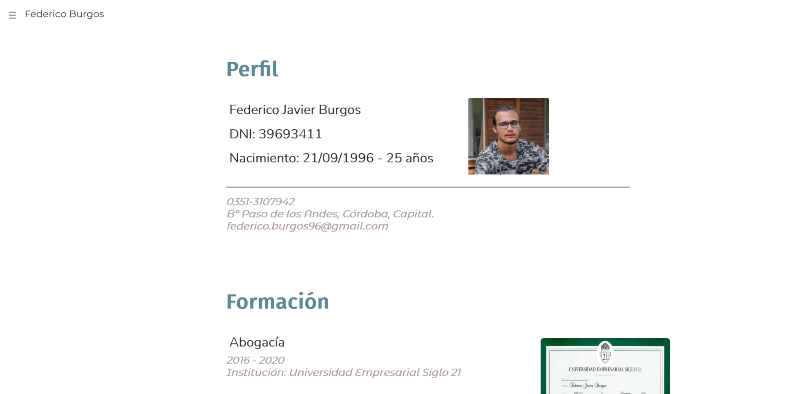 ☰ Federico Burgos
Perfil
Federico Javier Burgos
DNI: 39693411
Nacimiento: 21/09/1996 - 25 años
0351-3107942
B° Paso de los Andes, Córdoba, Capital.
federico.burgos96@gmail.com
Formación
Abogacía
2016 - 2020
Institución: Universidad Empresarial Siglo 21
UNIVERSIDAD EMPRESARIAL SIGLO 21
Federico Javier Burgos